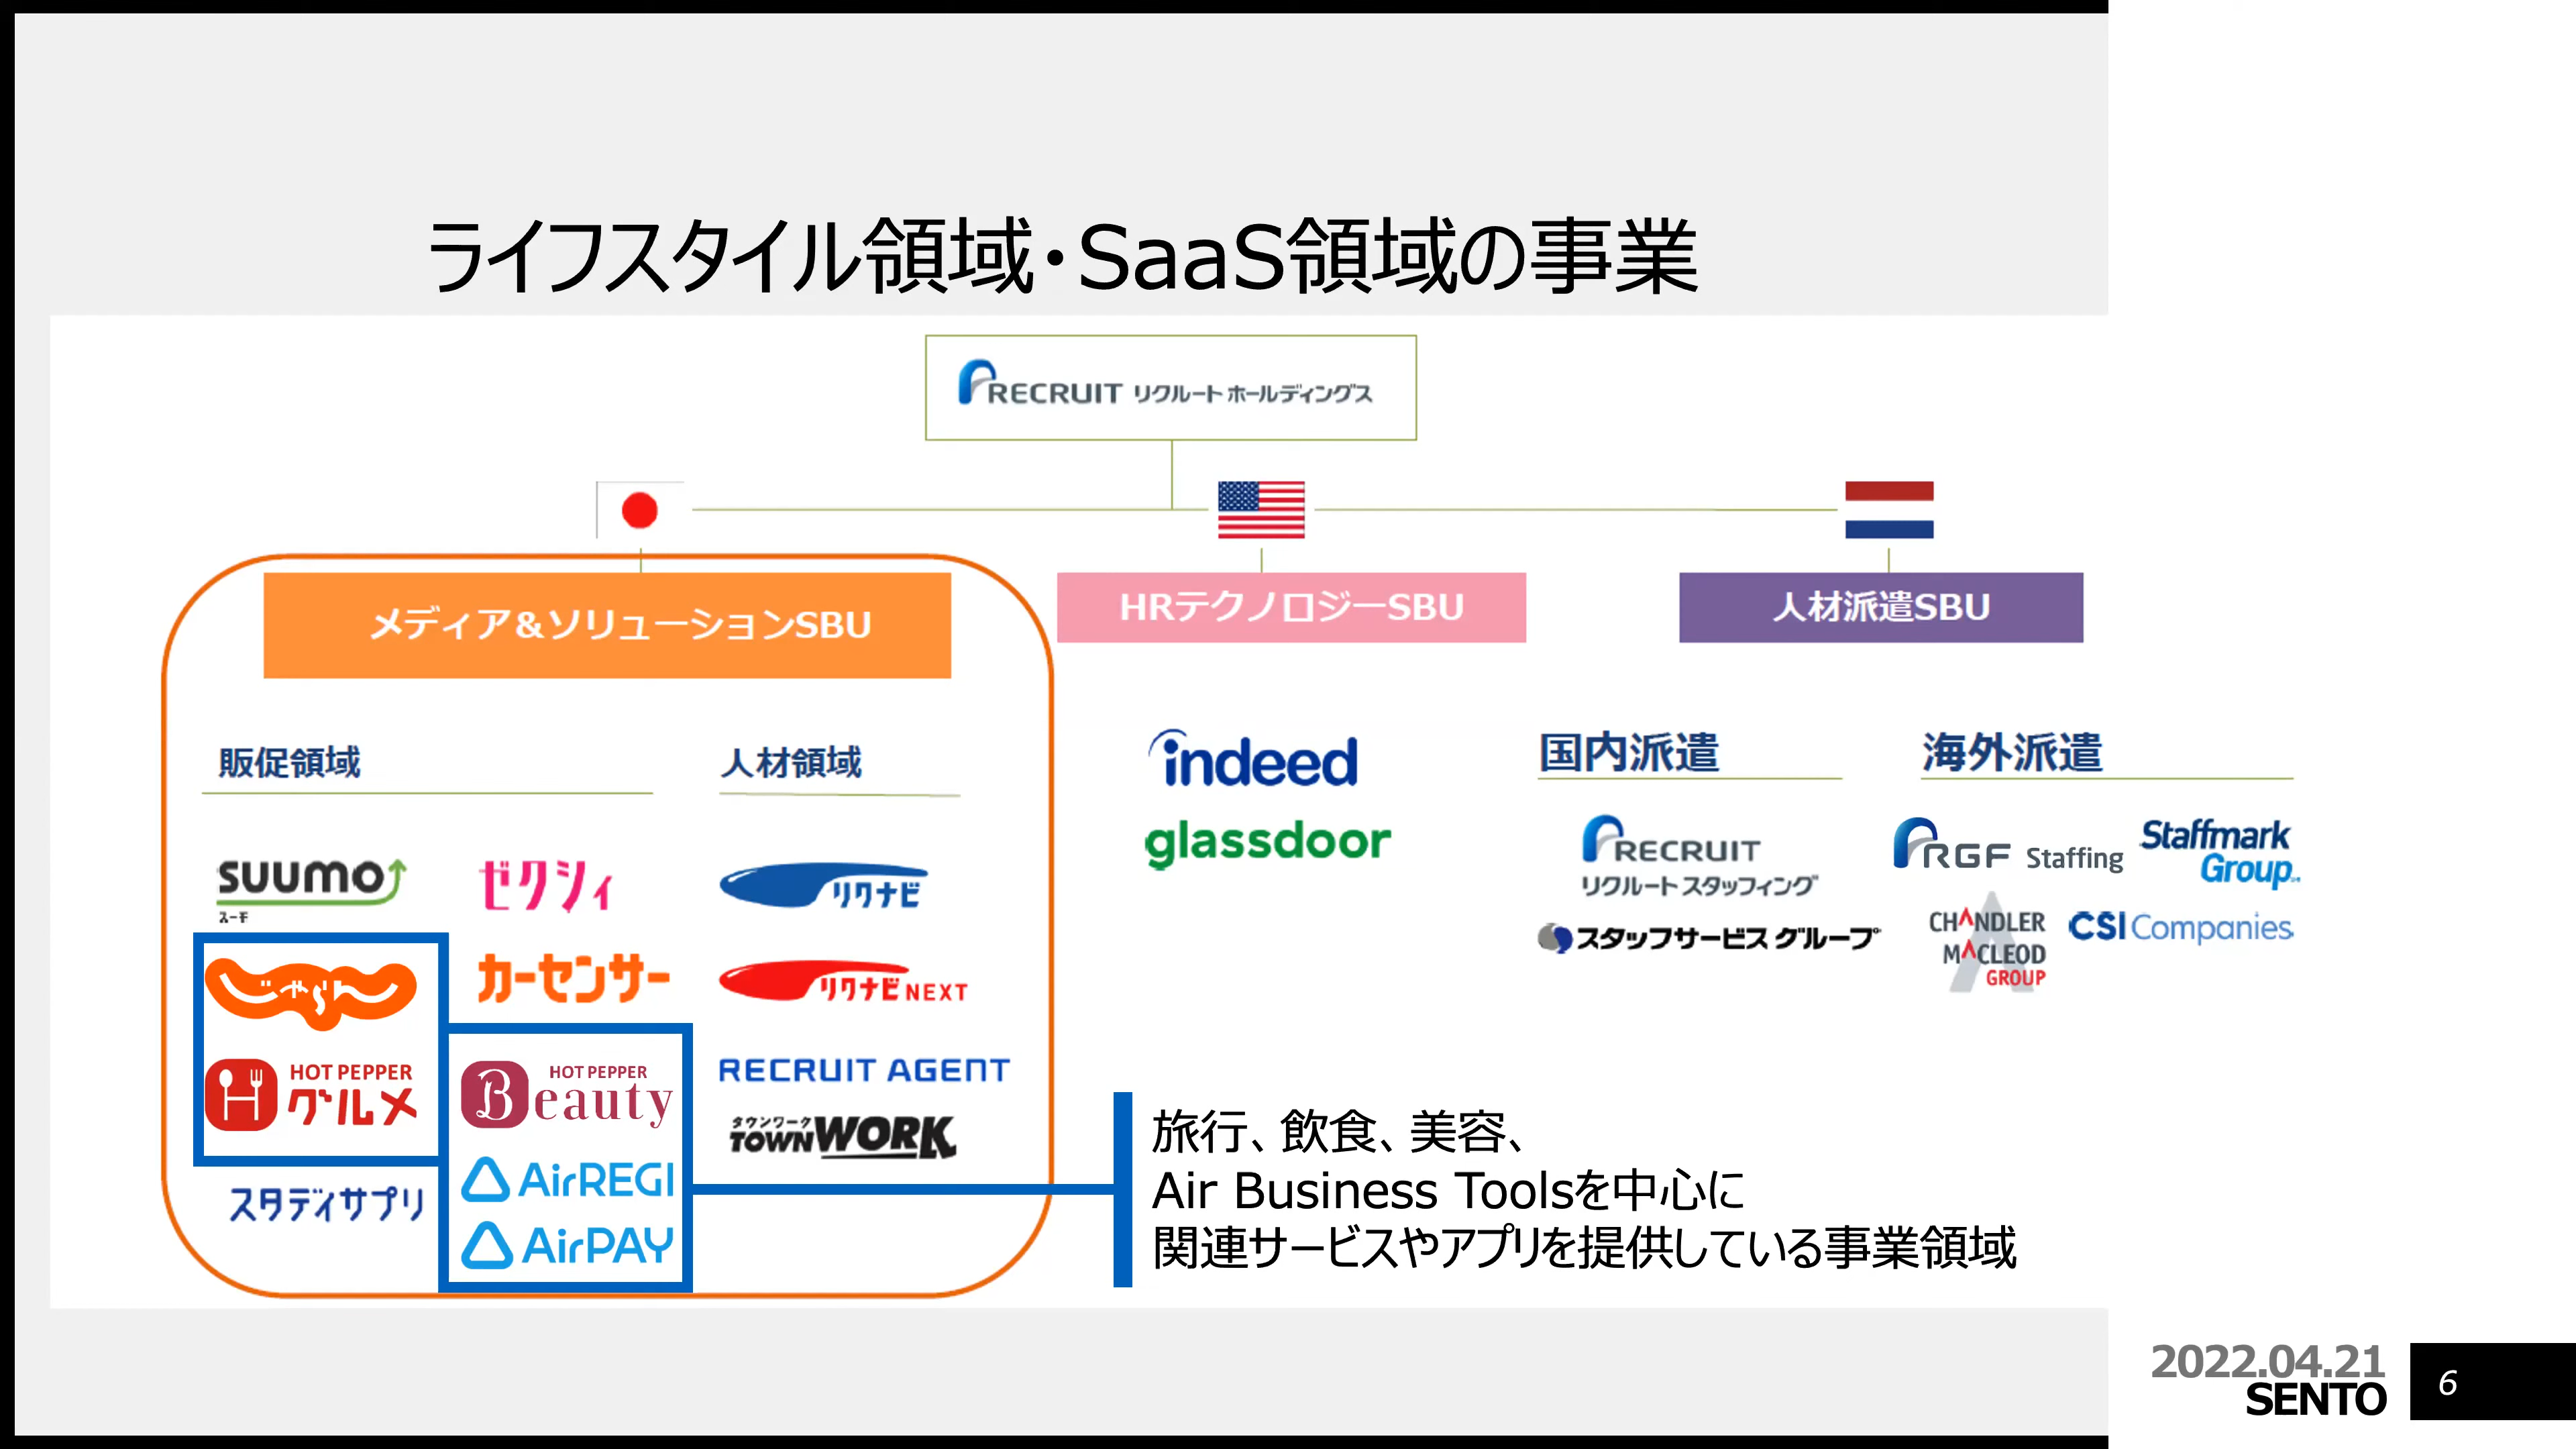 ライフスタイル領域・SaaS領域の事業
RECRUIT リクルート ホールディングス
メディア＆ソリューションSBU
HRテクノロジーSBU
人材派遣SBU
販促領域
人材領域
SUUMO
スーモ
ゼクシィ
じゃらん
カーセンサー
HOT PEPPER
グルメ
HOT PEPPER
Beauty
スタディサプリ
AirREGI
AirPAY
リクナビ
リクナビNEXT
RECRUIT AGENT
タウンワーク
TOWNWORK
indeed
glassdoor
国内派遣
海外派遣
RECRUIT
リクルート スタッフィング
スタッフサービス グループ
RGF Staffing
Staffmark
Group
CHANDLER
MACLEOD
GROUP
CSI Companies
旅行、飲食、美容、
Air Business Toolsを中心に
関連サービスやアプリを提供している事業領域
2022.04.21
SENTO
6